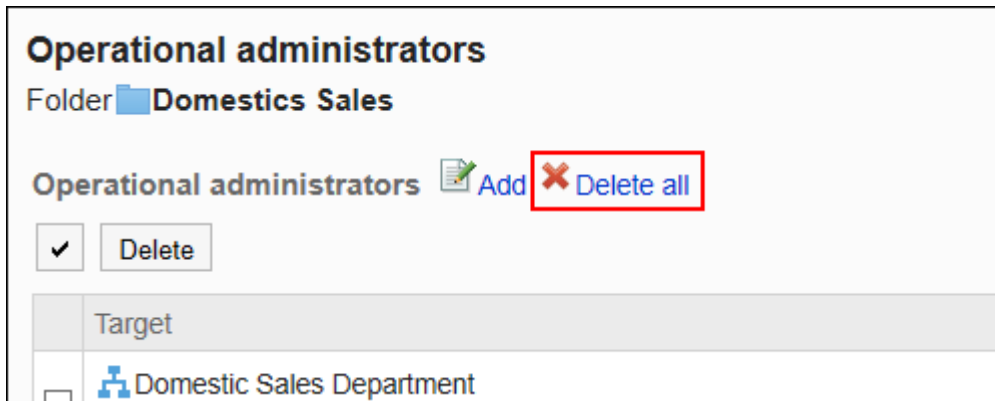 Operational administrators
Folder Domestics Sales
Operational administrators Add Delete all
Delete
Target
Domestic Sales Department